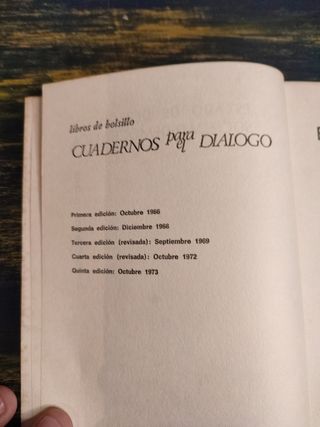 libros de bolsillo
CUADERNOS para el DIALOGO
Primera edición: Octubre 1966
Segunda edición: Diciembre 1966
Tercera edición (revisada): Septiembre 1969
Cuarta edición (revisada): Octubre 1972
Quinta edición: Octubre 1973